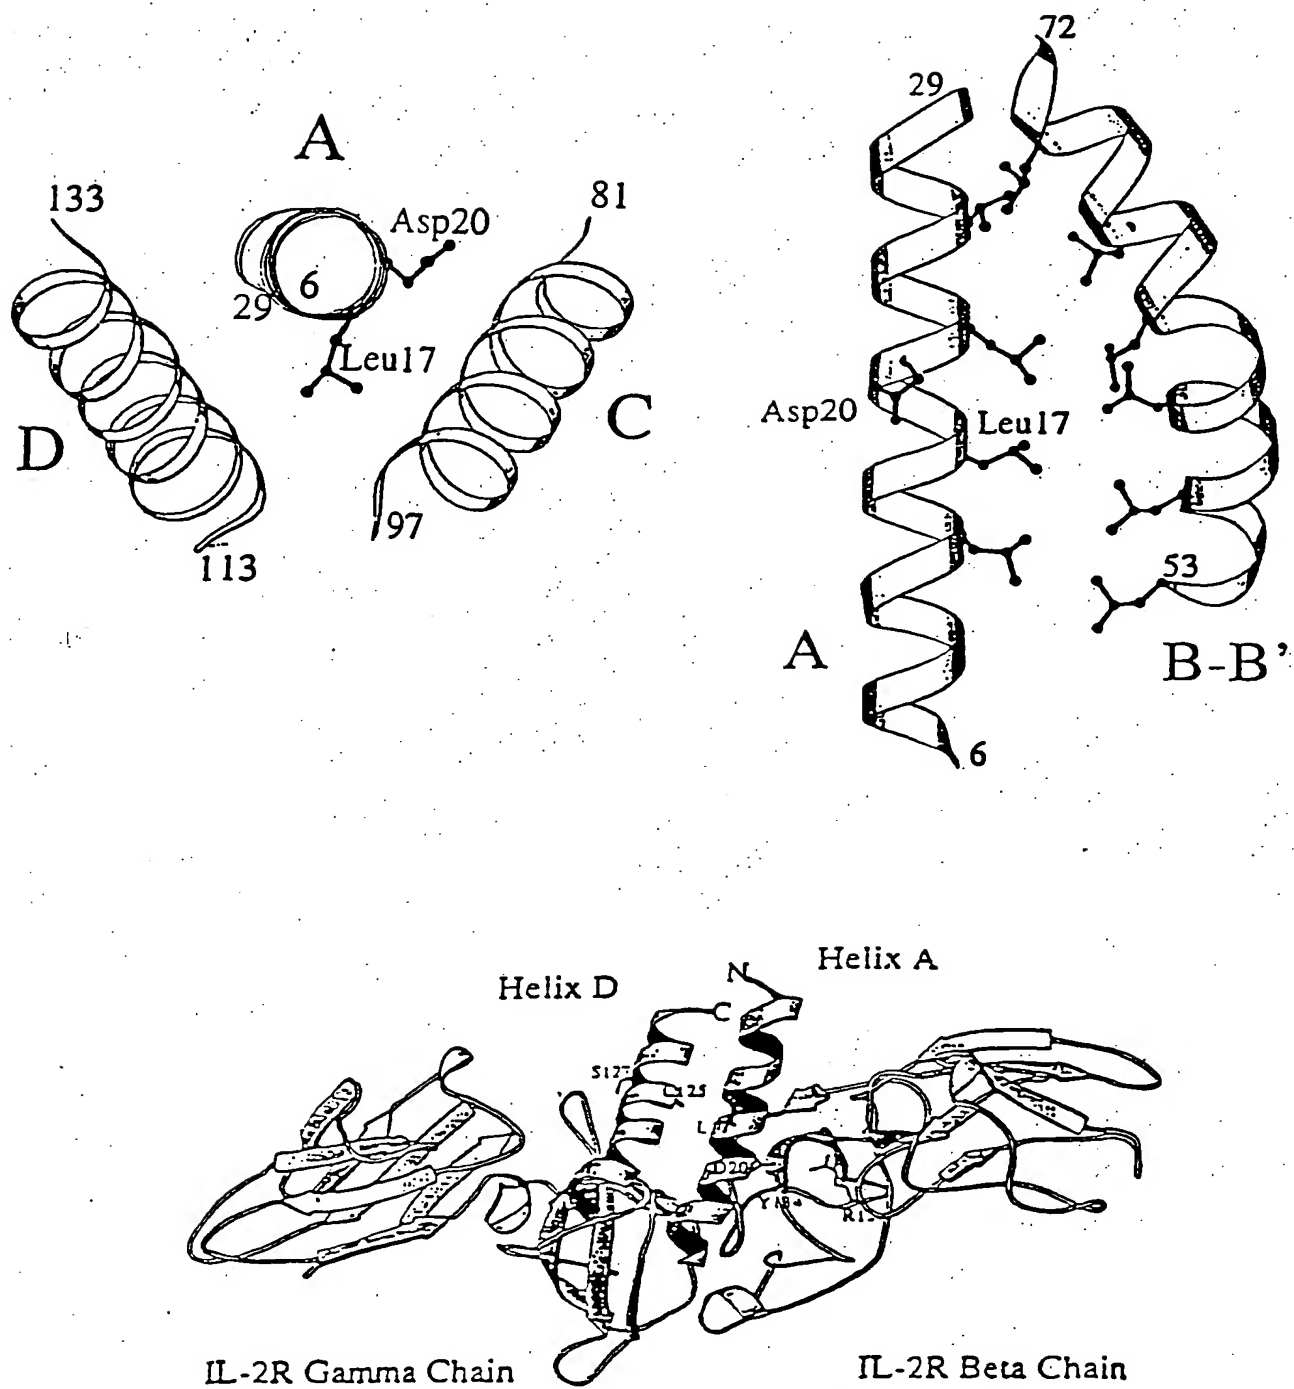 A
133
Asp20
81
6
29
Leu17
D
C
97
113
72
29
Asp20
Leu17
53
A
B-B'
6
Helix D
N
Helix A
C
D20
IL-2R Gamma Chain
IL-2R Beta Chain